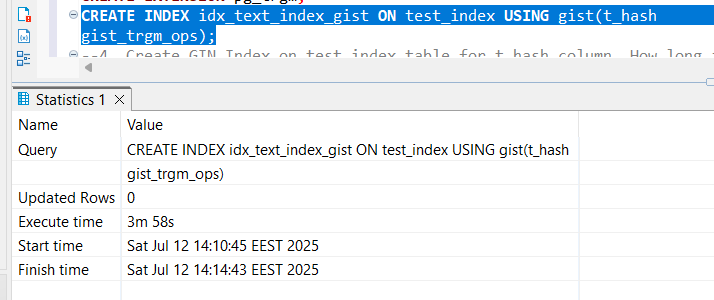 CREATE INDEX idx_text_index_gist ON test_index USING gist(t_hash
gist_trgm_ops);
--4 Create GIN Index on test index table for t hash column. How long
Statistics 1
Name Value
Query CREATE INDEX idx_text_index_gist ON test_index USING gist(t_hash
gist_trgm_ops)
Updated Rows 0
Execute time 3m 58s
Start time Sat Jul 12 14:10:45 EEST 2025
Finish time Sat Jul 12 14:14:43 EEST 2025